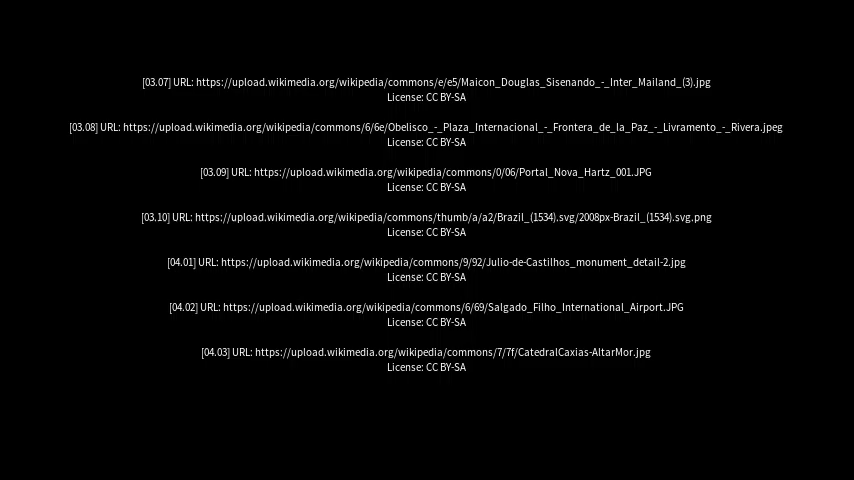 [03.07] URL: https://upload.wikimedia.org/wikipedia/commons/e/e5/Maicon_Douglas_Sisenando_-_Inter_Mailand_(3).jpg
License: CC BY-SA
[03.08] URL: https://upload.wikimedia.org/wikipedia/commons/6/6e/Obelisco_-_Plaza_Internacional_-_Frontera_de_la_Paz_-_Livramento_-_Rivera.jpeg
License: CC BY-SA
[03.09] URL: https://upload.wikimedia.org/wikipedia/commons/0/06/Portal_Nova_Hartz_001.JPG
License: CC BY-SA
[03.10] URL: https://upload.wikimedia.org/wikipedia/commons/thumb/a/a2/Brazil_(1534).svg/2008px-Brazil_(1534).svg.png
License: CC BY-SA
[04.01] URL: https://upload.wikimedia.org/wikipedia/commons/9/92/Julio-de-Castilhos_monument_detail-2.jpg
License: CC BY-SA
[04.02] URL: https://upload.wikimedia.org/wikipedia/commons/6/69/Salgado_Filho_International_Airport.JPG
License: CC BY-SA
[04.03] URL: https://upload.wikimedia.org/wikipedia/commons/7/7f/CatedralCaxias-AltarMor.jpg
License: CC BY-SA